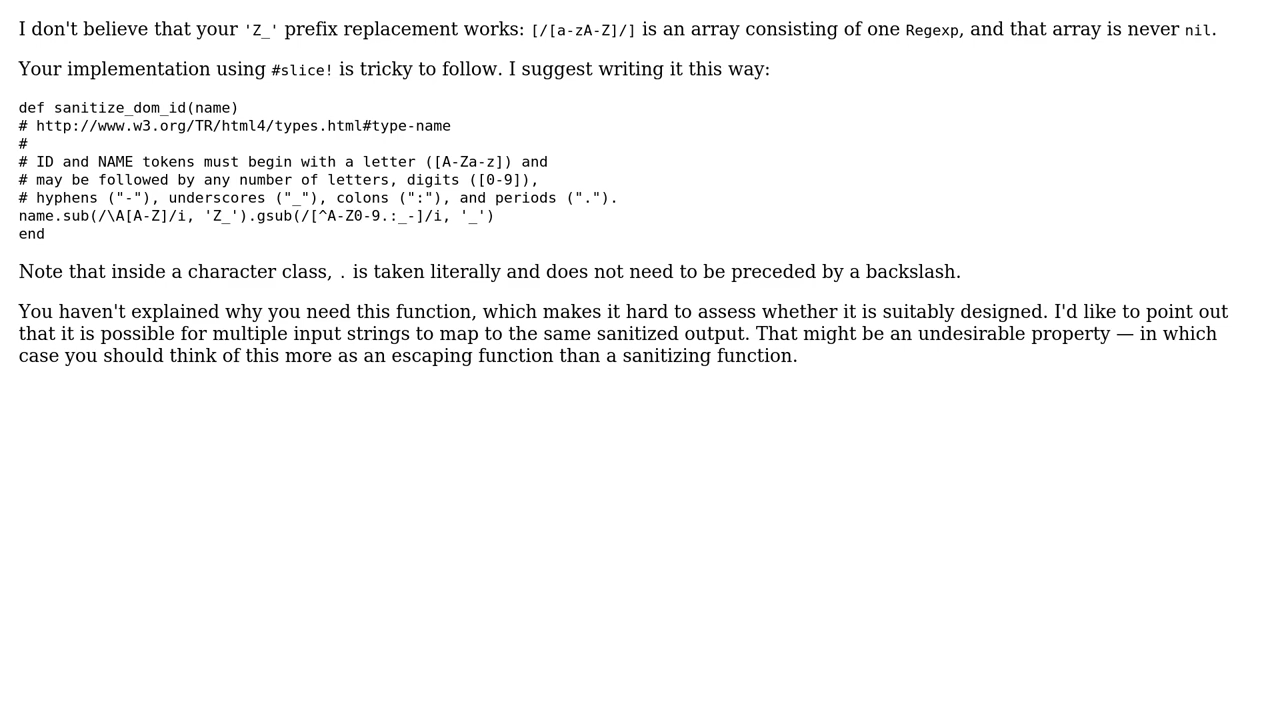 I don't believe that your 'Z_' prefix replacement works: [/[a-zA-Z]/] is an array consisting of one Regexp, and that array is never nil.
Your implementation using #slice! is tricky to follow. I suggest writing it this way:
def sanitize_dom_id(name)
# http://www.w3.org/TR/html4/types.html#type-name
#
# ID and NAME tokens must begin with a letter ([A-Za-z]) and
# may be followed by any number of letters, digits ([0-9]),
# hyphens ("-"), underscores ("_"), colons (":"), and periods (".").
name.sub(/\A[A-Z]/i, 'Z_').gsub(/[^A-Z0-9.:_-]/i, '_')
end
Note that inside a character class, . is taken literally and does not need to be preceded by a backslash.
You haven't explained why you need this function, which makes it hard to assess whether it is suitably designed. I'd like to point out
that it is possible for multiple input strings to map to the same sanitized output. That might be an undesirable property — in which
case you should think of this more as an escaping function than a sanitizing function.